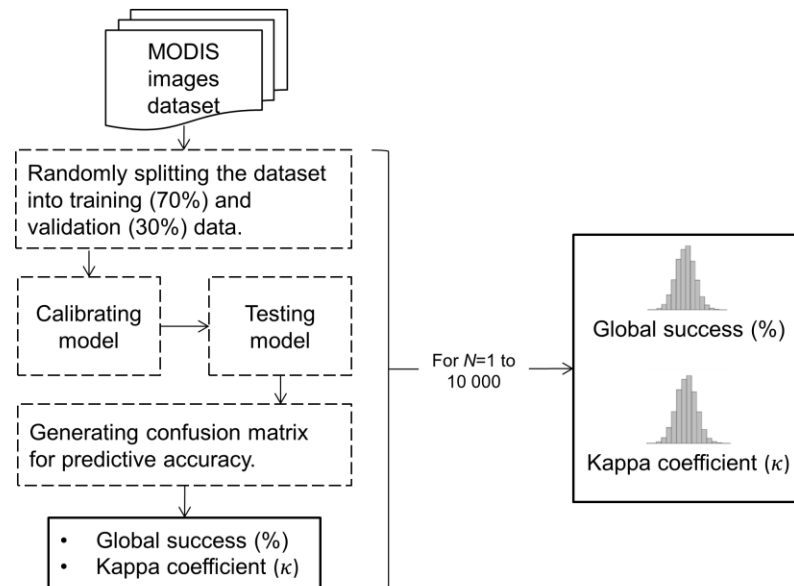 MODIS
images
dataset
Randomly splitting the dataset
into training (70%) and
validation (30%) data.
Calibrating
model
Testing
model
Generating confusion matrix
for predictive accuracy.
• Global success (%)
• Kappa coefficient (κ)
For N=1 to
10 000
Global success (%)
Kappa coefficient (κ)